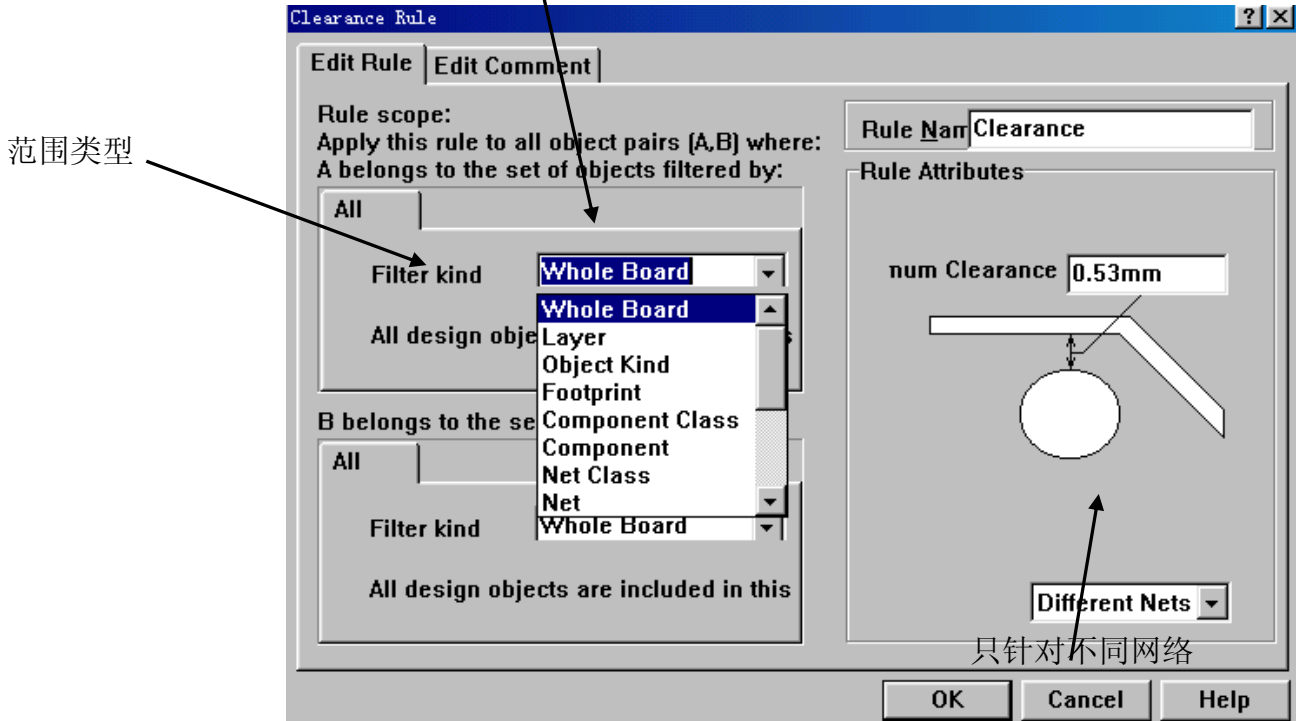 Clearance Rule
Edit Rule
Edit Comment
Rule scope:
Apply this rule to all object pairs (A,B) where:
A belongs to the set of objects filtered by:
All
Filter kind
Whole Board
Whole Board
Layer
Object Kind
Footprint
Component Class
Component
Net Class
Net
All design obje
s
B belongs to the se
All
Filter kind
Whole Board
All design objects are included in this
Rule Nam
Clearance
Rule Attributes
num Clearance
0.53mm
Different Nets
范围类型
只针对不同网络
OK
Cancel
Help